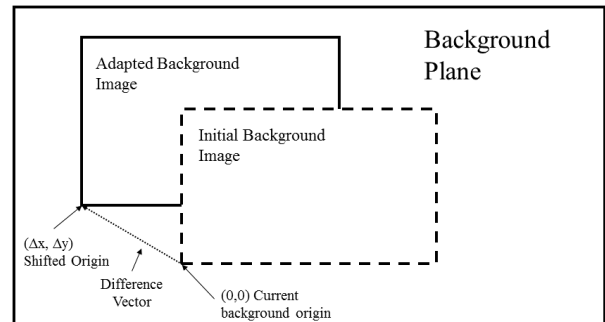 Background
Plane
Adapted Background
Image
Initial Background
Image
(Δx, Δy)
Shifted Origin
Difference
Vector
(0,0) Current
background origin